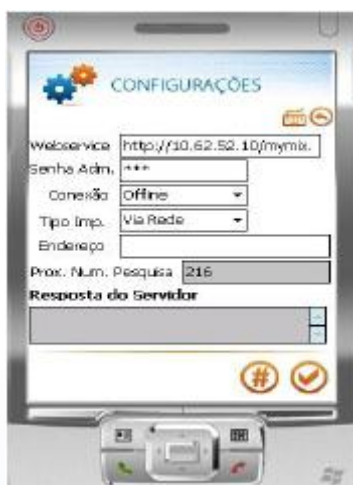 CONFIGURAÇÕES
Webservice http://10.62.52.10/mymix.
Senha Adm. ***
Conexão Offline
Tipo Imp. Via Rede
Endereço
Prox. Num. Pesquisa 216
Resposta do Servidor
#